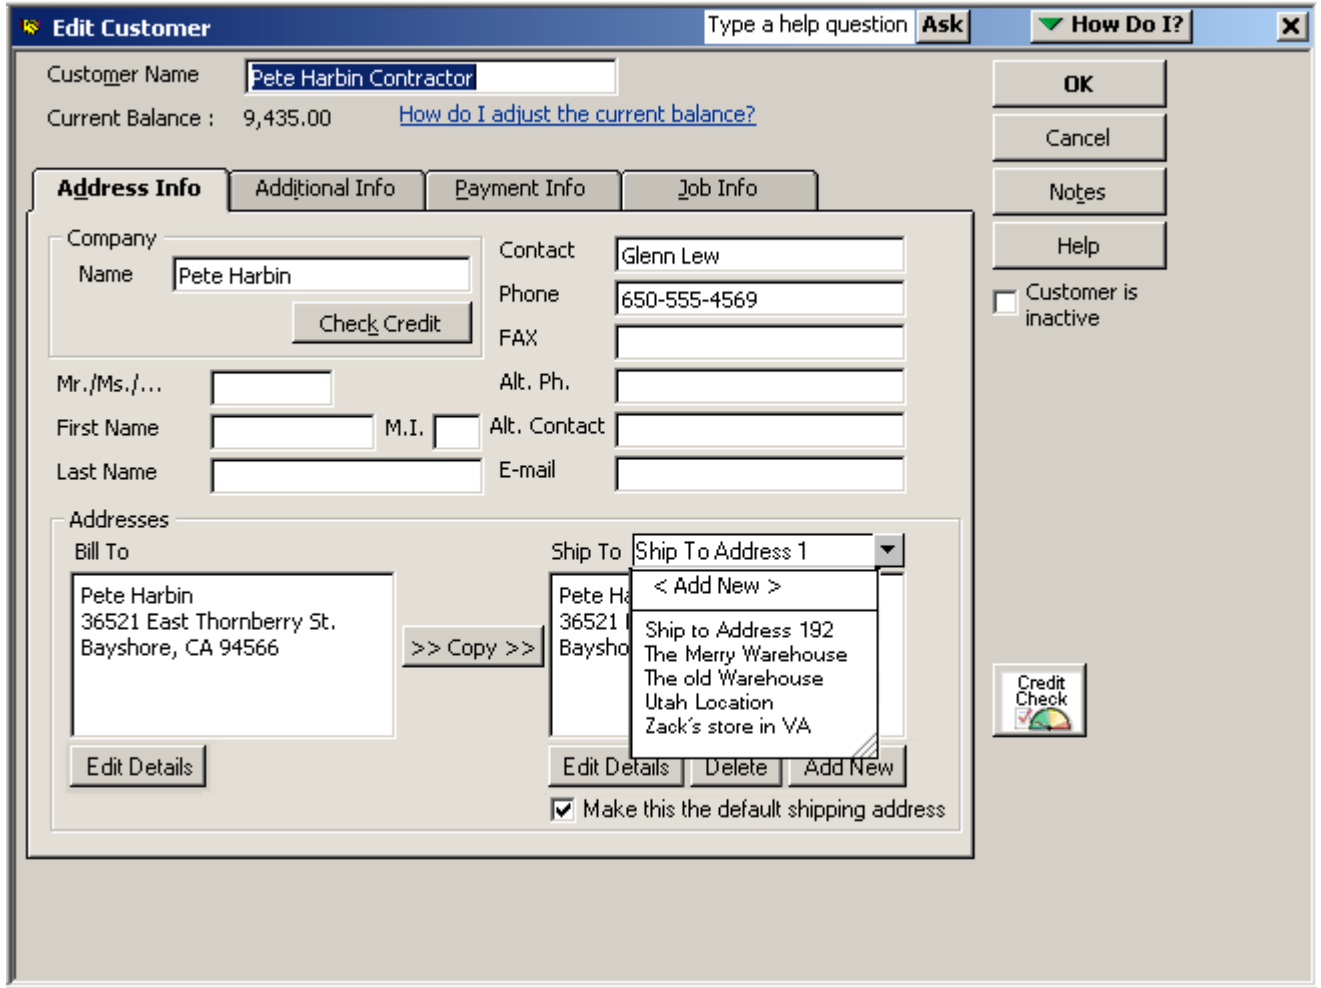 Edit Customer Type a help question Ask How Do I?
Customer Name Pete Harbin Contractor
Current Balance : 9,435.00 How do I adjust the current balance?
OK
Cancel
Notes
Help
Customer is
inactive
Address Info Additional Info Payment Info Job Info
Company
Name Pete Harbin
Check Credit
Mr./Ms./...
First Name M.I.
Last Name
Contact Glenn Lew
Phone 650-555-4569
FAX
Alt. Ph.
Alt. Contact
E-mail
Addresses
Bill To
Pete Harbin
36521 East Thornberry St.
Bayshore, CA 94566
>> Copy >>
Edit Details
Ship To Ship To Address 1
Pete
36521
< Add New >
Ship to Address 192
The Merry Warehouse
The old Warehouse
Utah Location
Zack's store in VA
Edit Details Delete Add New
Make this the default shipping address
Credit
Check